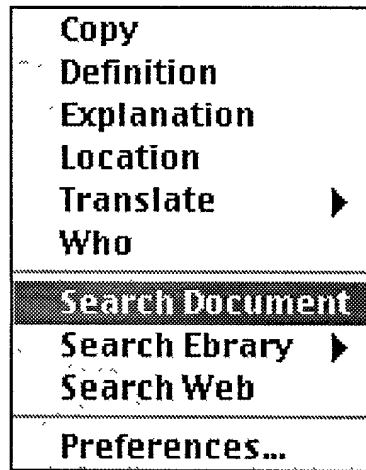 Copy
Definition
Explanation
Location
Translate
Who
Search Document
Search Ebrary
Search Web
Preferences...